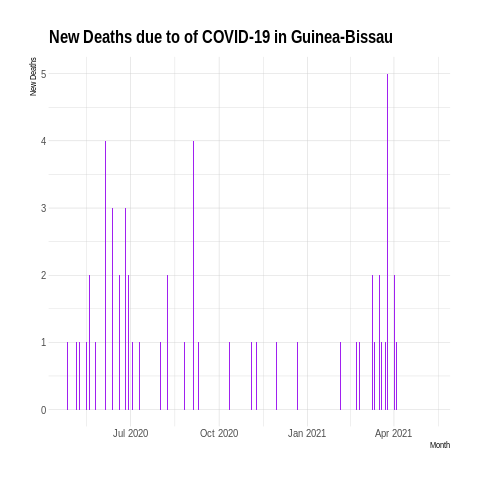 New Deaths due to of COVID-19 in Guinea-Bissau
New Deaths
5
4
3
2
1
0
Jul 2020 Oct 2020 Jan 2021 Apr 2021
Month